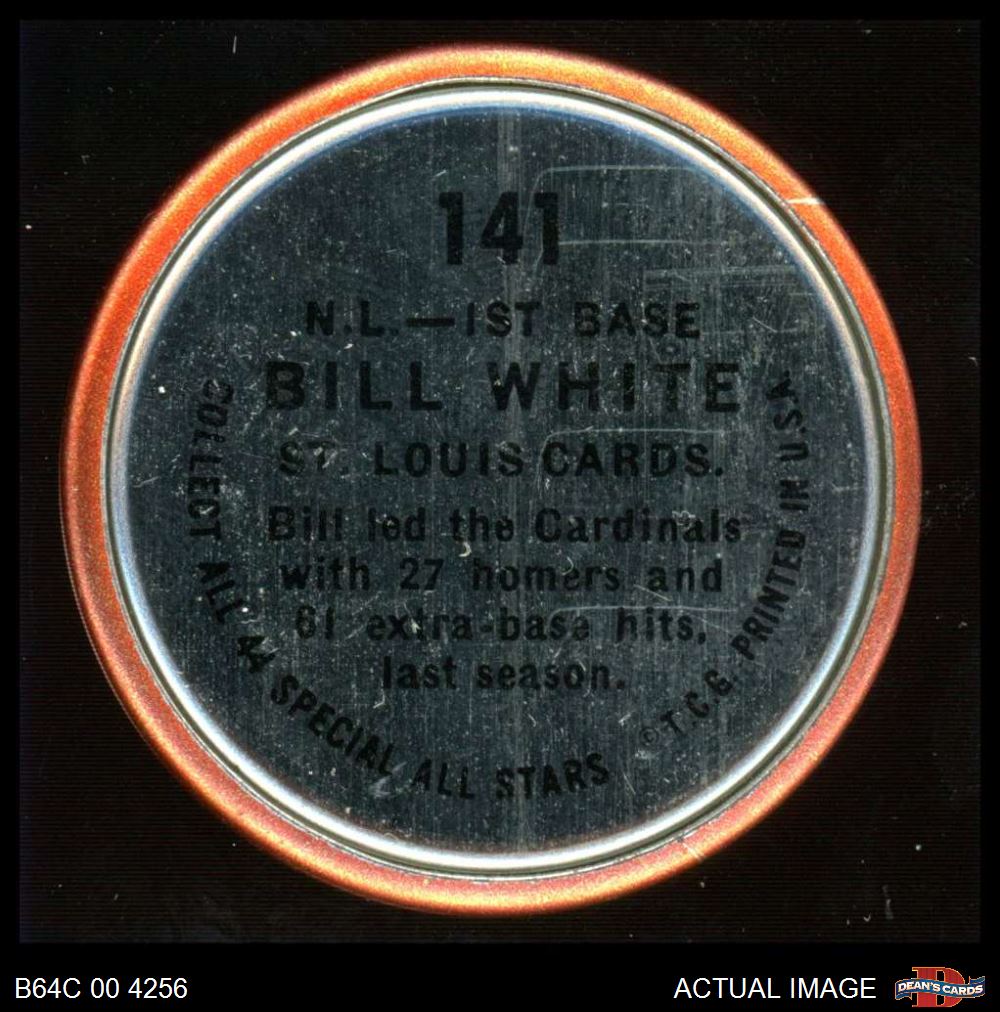 141
N.L.—1ST BASE
BILL WHITE
ST. LOUIS CARDS.
Bill led the Cardinals
with 27 homers and
61 extra-base hits,
last season.
COLLECT ALL 44 SPECIAL ALL STARS
© T.C.G. PRINTED IN U.S.A.
B64C 00 4256
ACTUAL IMAGE
DEAN'S CARDS